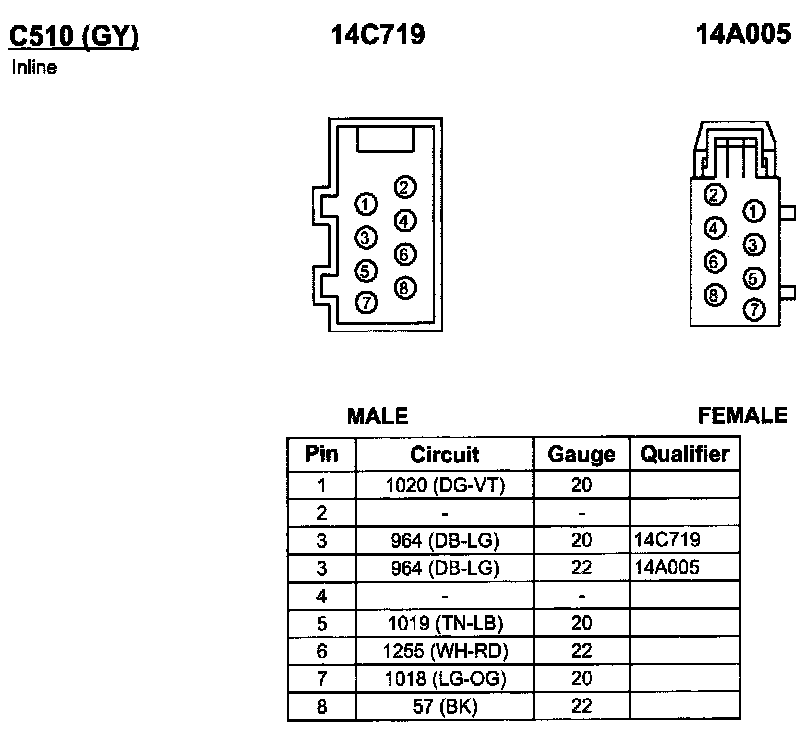 C510 (GY) 14C719 14A005
Inline
2
1
4
3
6
5
8
7
2
1
4
3
6
5
8
7
MALE FEMALE
Pin Circuit Gauge Qualifier
1 1020 (DG-VT) 20
2 - -
3 964 (DB-LG) 20 14C719
3 964 (DB-LG) 22 14A005
4 - -
5 1019 (TN-LB) 20
6 1255 (WH-RD) 22
7 1018 (LG-OG) 20
8 57 (BK) 22